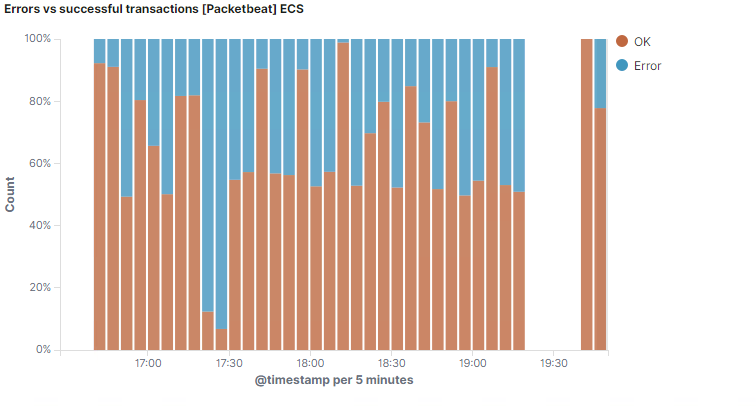 Errors vs successful transactions [Packetbeat] ECS
100%
80%
60%
40%
20%
0%
Count
17:00
17:30
18:00
18:30
19:00
19:30
@timestamp per 5 minutes
OK
Error